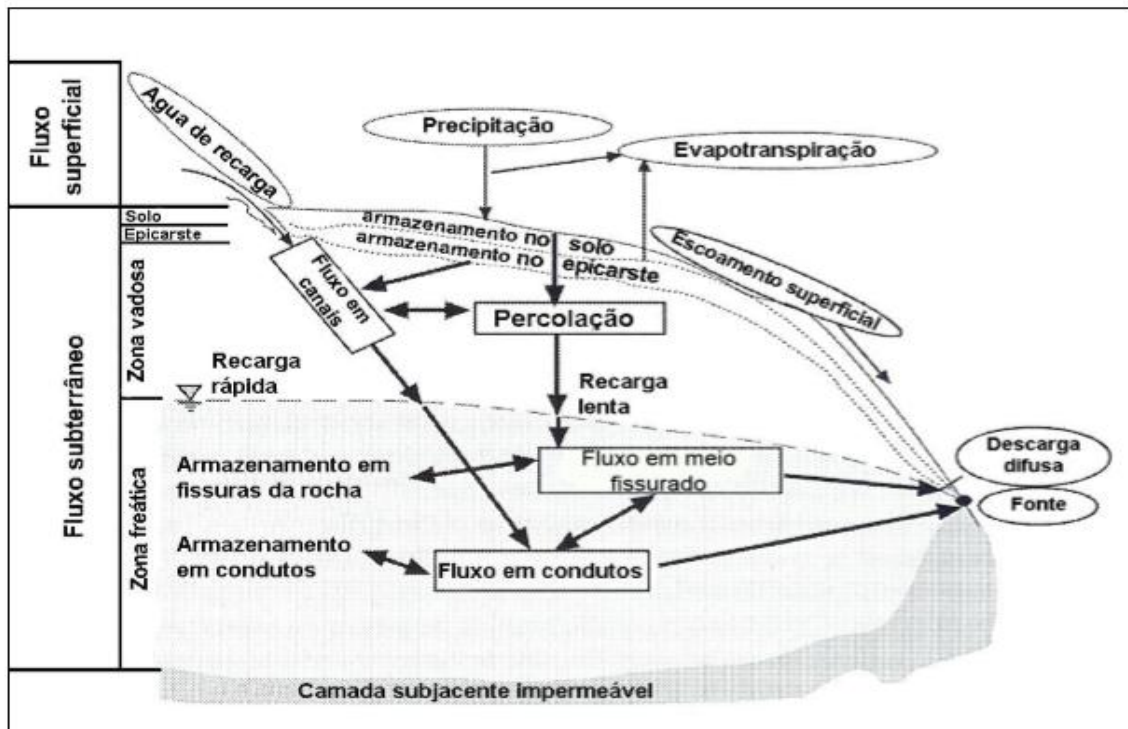 Fluxo
superficial
Agua de recarga
Precipitação
Evapotranspiração
Solo
Epicarste
armazenamento no solo
armazenamento no epicarste
Escoamento superficial
Fluxo subterrâneo
Zona vadosa
Fluxo em
canais
Percolação
Recarga
rápida
Recarga
lenta
Zona freática
Armazenamento em
fissuras da rocha
Fluxo em meio
fissurado
Descarga
difusa
Fonte
Armazenamento
em condutos
Fluxo em condutos
Camada subjacente impermeável